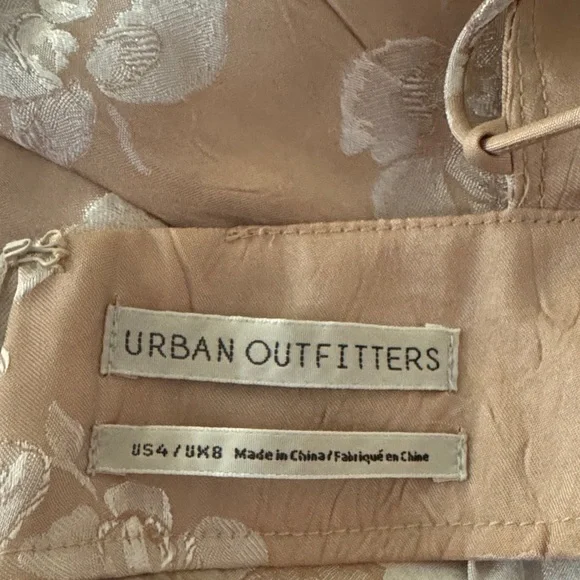 URBAN OUTFITTERS
US4 / UK8 Made in China / Fabriqué en Chine